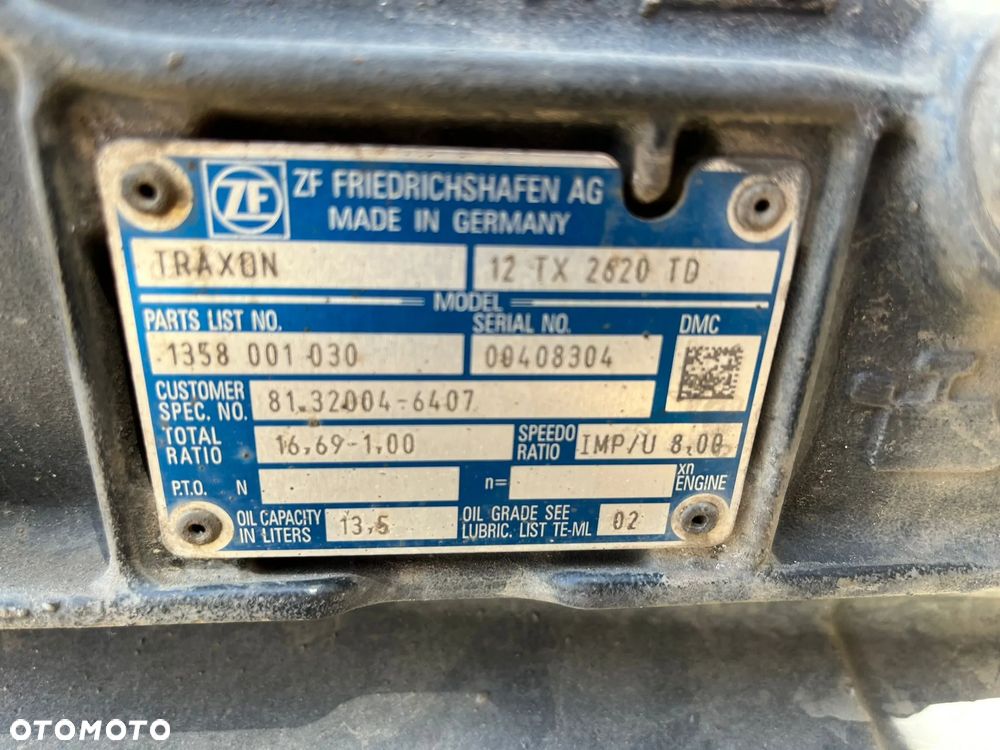 ZF
ZF FRIEDRICHSHAFEN AG
MADE IN GERMANY
TRAXON 12 TX 2620 TD
MODEL
PARTS LIST NO. SERIAL NO. DMC
1358 001 030 00408304
CUSTOMER SPEC. NO. 81.32004-6407
TOTAL RATIO 16,69-1,00 SPEEDO RATIO IMP/U 8,00
P.T.O. N n= xn ENGINE
OIL CAPACITY IN LITERS 13,5 OIL GRADE SEE LUBRIC. LIST TE-ML 02
OTOMOTO